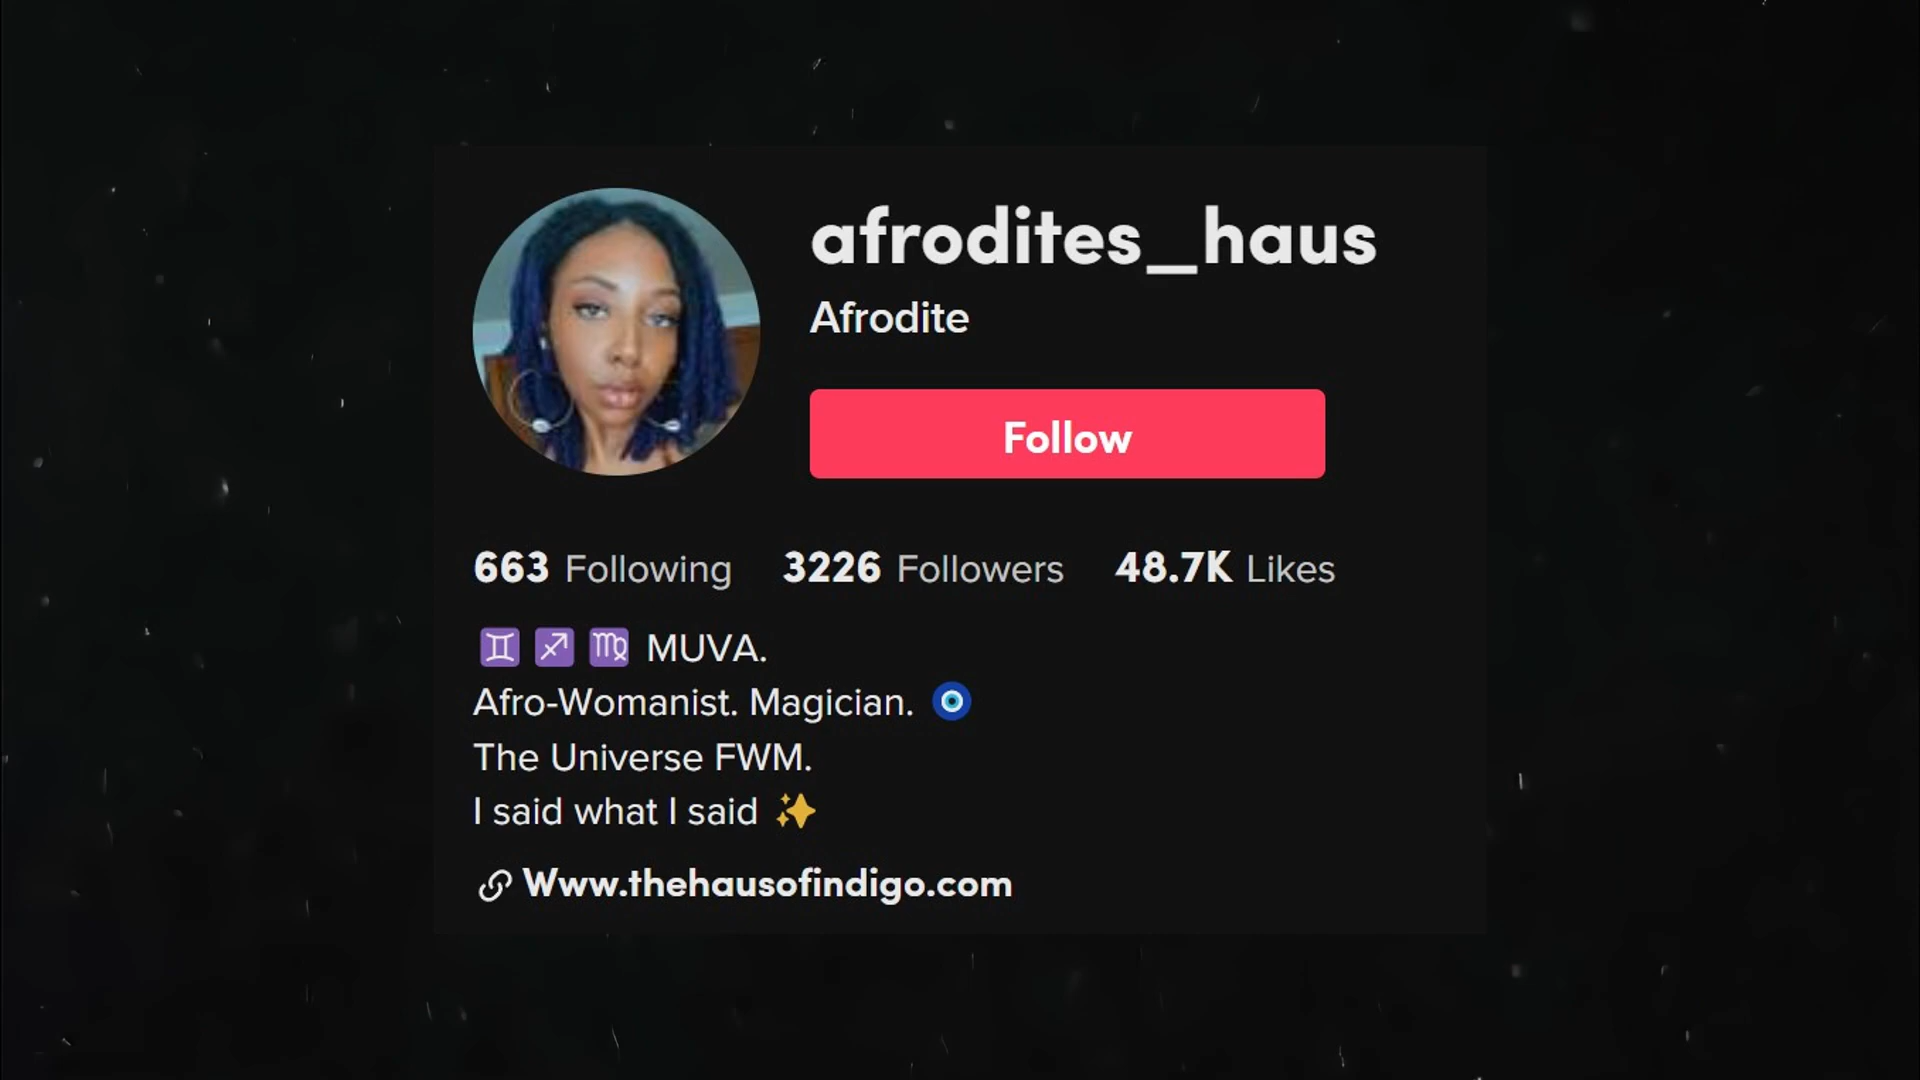 afrodites_haus
Afrodite
Follow
663 Following 3226 Followers 48.7K Likes
♊ ♐ ♍ MUVA.
Afro-Womanist. Magician. 🧿
The Universe FWM.
I said what I said ✨
Www.thehausofindigo.com